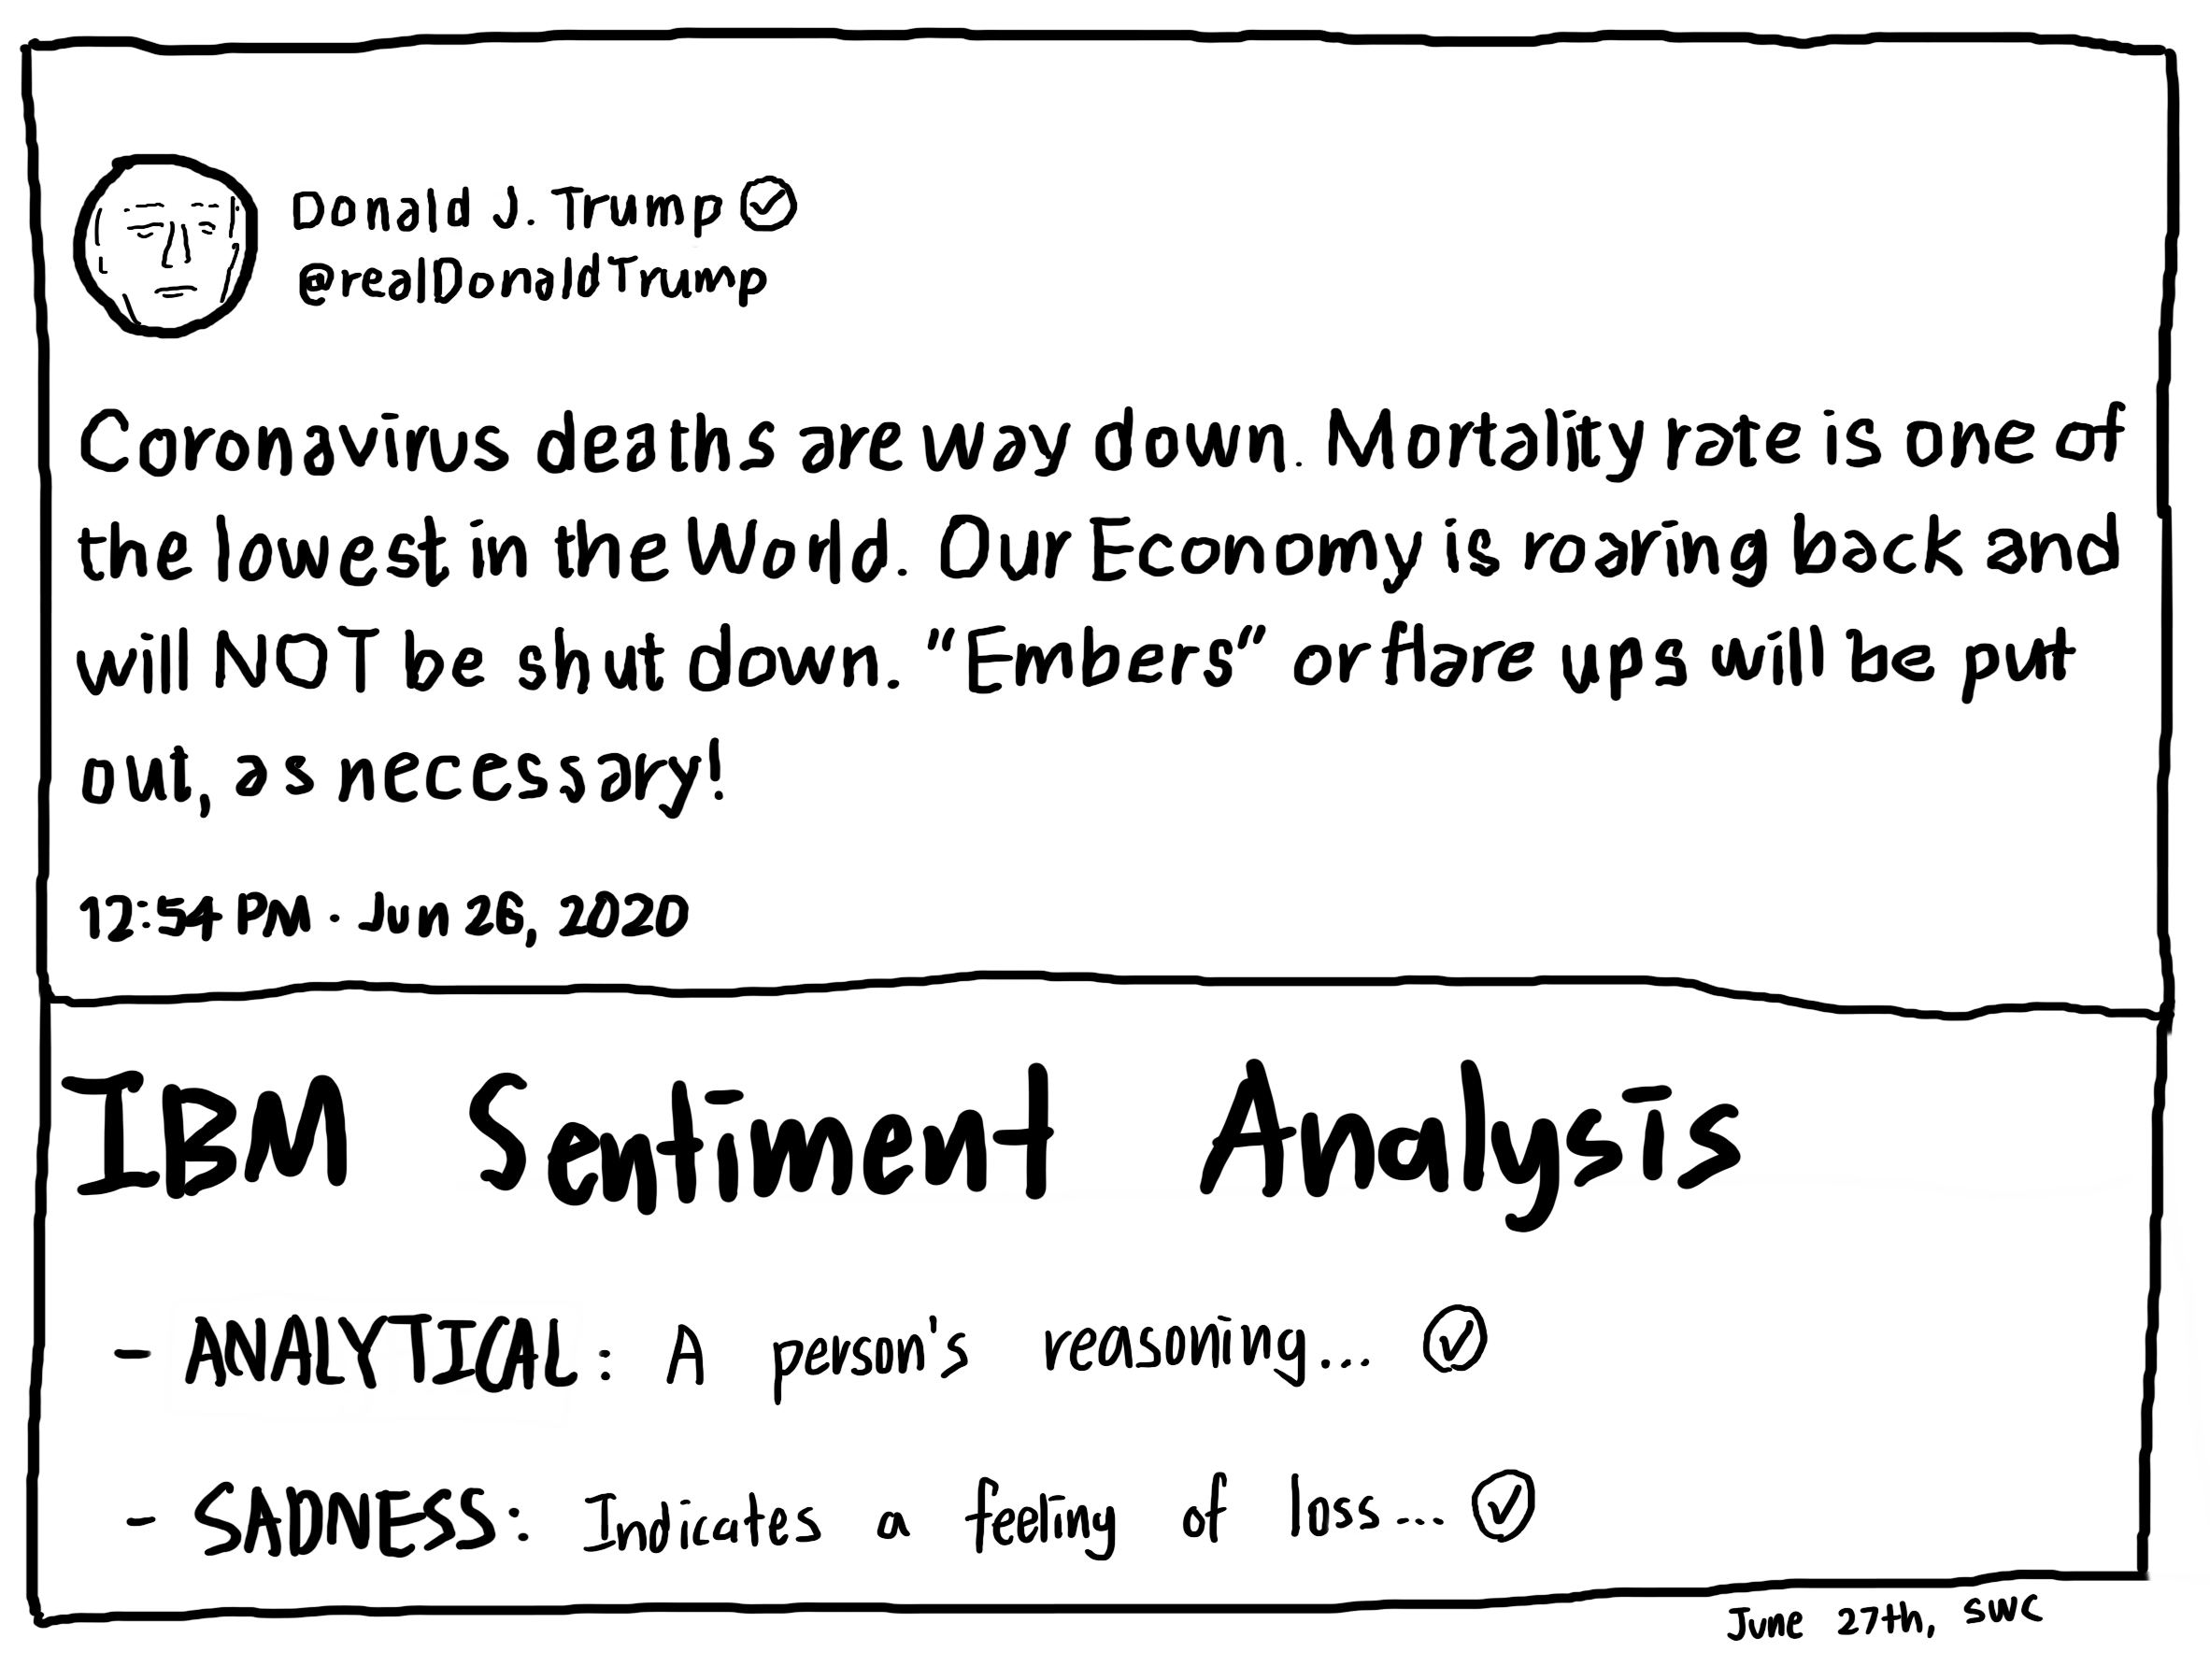 Donald J. Trump
@realDonaldTrump
Coronavirus deaths are way down. Mortality rate is one of
the lowest in the World. Our Economy is roaring back and
will NOT be shut down. "Embers" or flare ups will be put
out, as necessary!
12:54 PM · Jun 26, 2020
IBM Sentiment Analysis
- ANALYTICAL: A person's reasoning...
- SADNESS: Indicates a feeling of loss...
June 27th, SWC